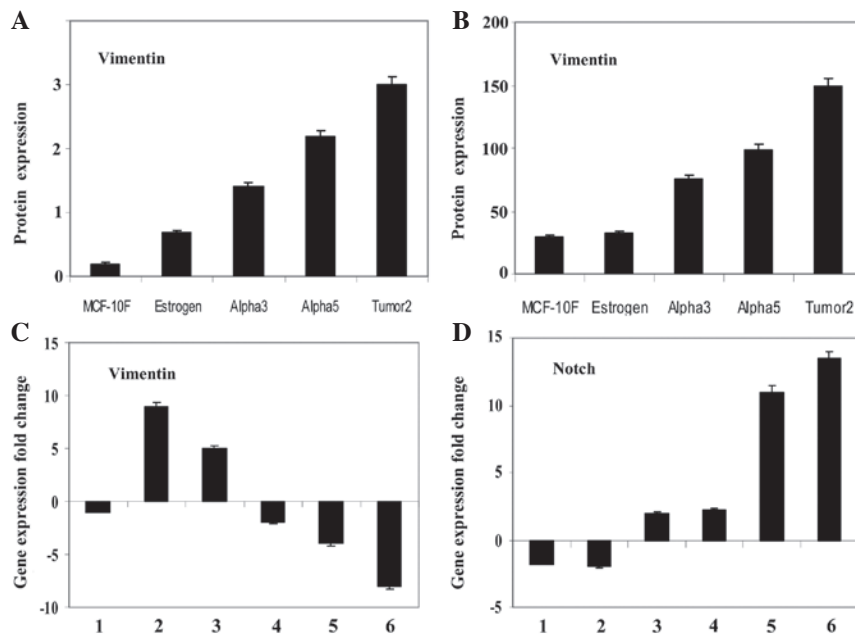 A
Vimentin
Protein expression
3
2
1
0
MCF-10F Estrogen Alpha3 Alpha5 Tumor2
B
Vimentin
Protein expression
200
150
100
50
0
MCF-10F Estrogen Alpha3 Alpha5 Tumor2
C
Vimentin
Gene expression fold change
15
10
5
0
-5
-10
1 2 3 4 5 6
D
Notch
Gene expression fold change
15
10
5
0
-5
1 2 3 4 5 6